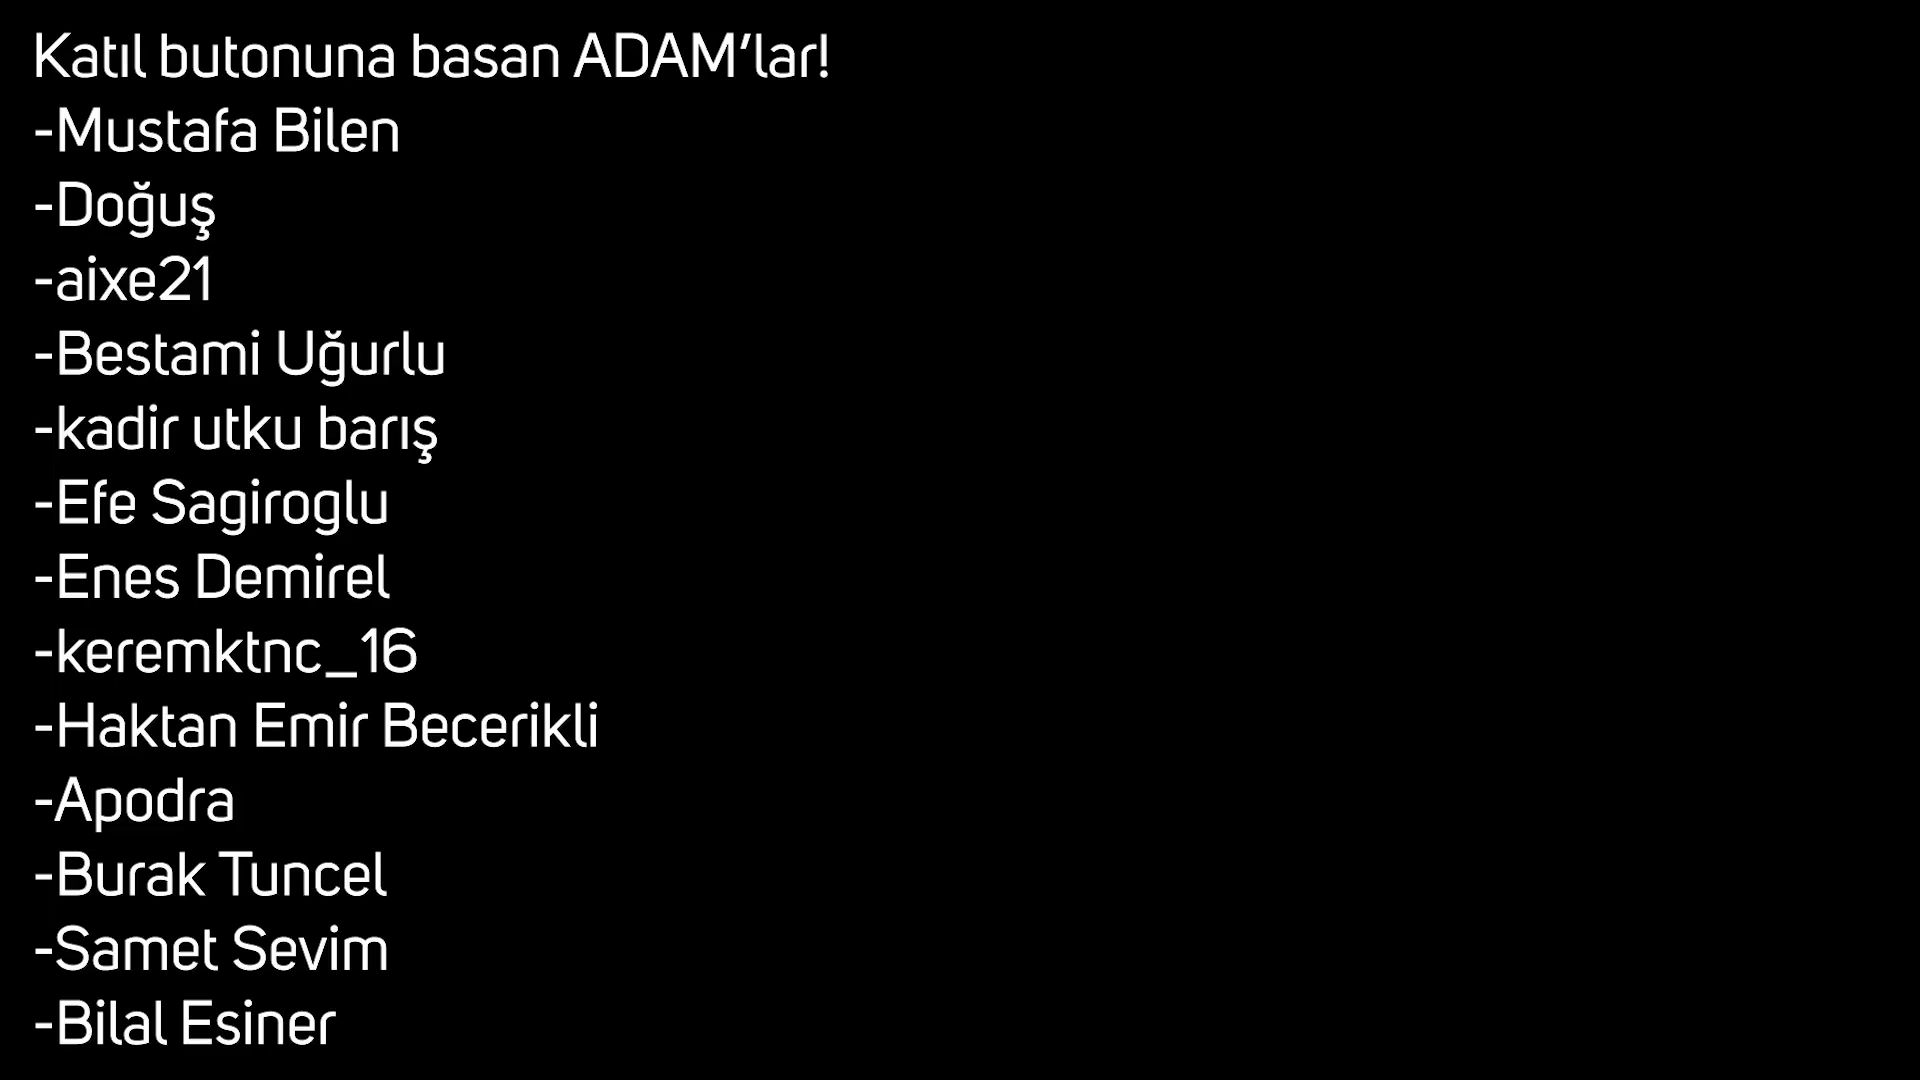 Katıl butonuna basan ADAM’lar!
-Mustafa Bilen
-Doğuş
-aixe21
-Bestami Uğurlu
-kadir utku barış
-Efe Sagiroglu
-Enes Demirel
-keremktnc_16
-Haktan Emir Becerikli
-Apodra
-Burak Tuncel
-Samet Sevim
-Bilal Esiner